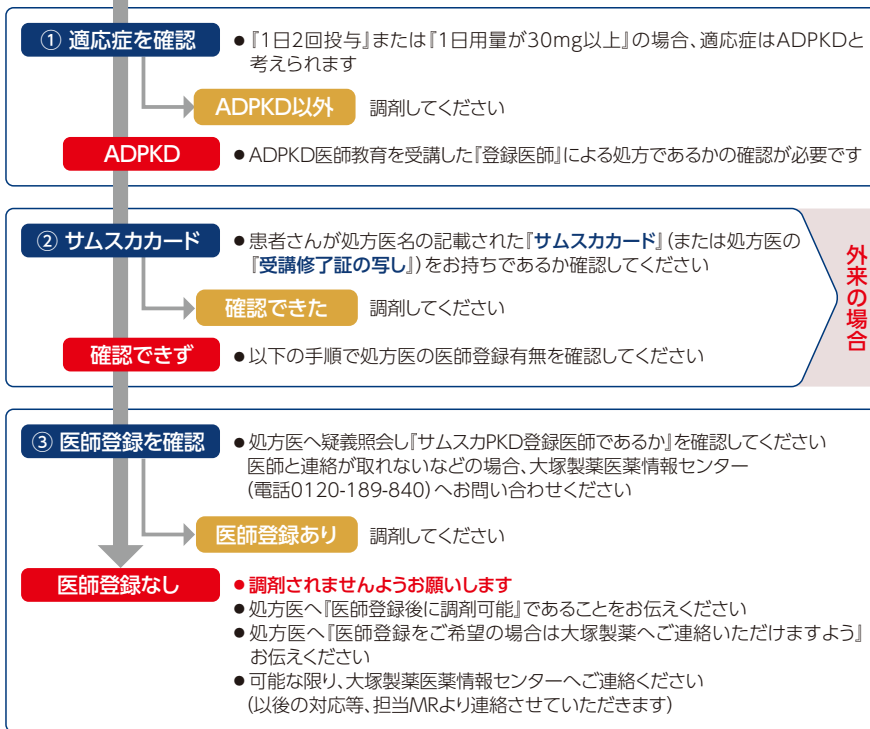 ① 適応症を確認
●『1日2回投与』または『1日用量が30mg以上』の場合、適応症はADPKDと
考えられます
ADPKD以外
調剤してください
ADPKD
●ADPKD医師教育を受講した『登録医師』による処方であるかの確認が必要です
② サムスカカード
●患者さんが処方医名の記載された『サムスカカード』(または処方医の
『受講修了証の写し』)をお持ちであるか確認してください
確認できた
調剤してください
確認できず
●以下の手順で処方医の医師登録有無を確認してください
外来の場合
③ 医師登録を確認
●処方医へ疑義照会し『サムスカPKD登録医師であるか』を確認してください
医師と連絡が取れないなどの場合、大塚製薬医薬情報センター
(電話0120-189-840)へお問い合わせください
医師登録あり
調剤してください
医師登録なし
●調剤されませんようお願いします
●処方医へ『医師登録後に調剤可能』であることをお伝えください
●処方医へ『医師登録をご希望の場合は大塚製薬へご連絡いただけますよう』
お伝えください
●可能な限り、大塚製薬医薬情報センターへご連絡ください
(以後の対応等、担当MRより連絡させていただきます)